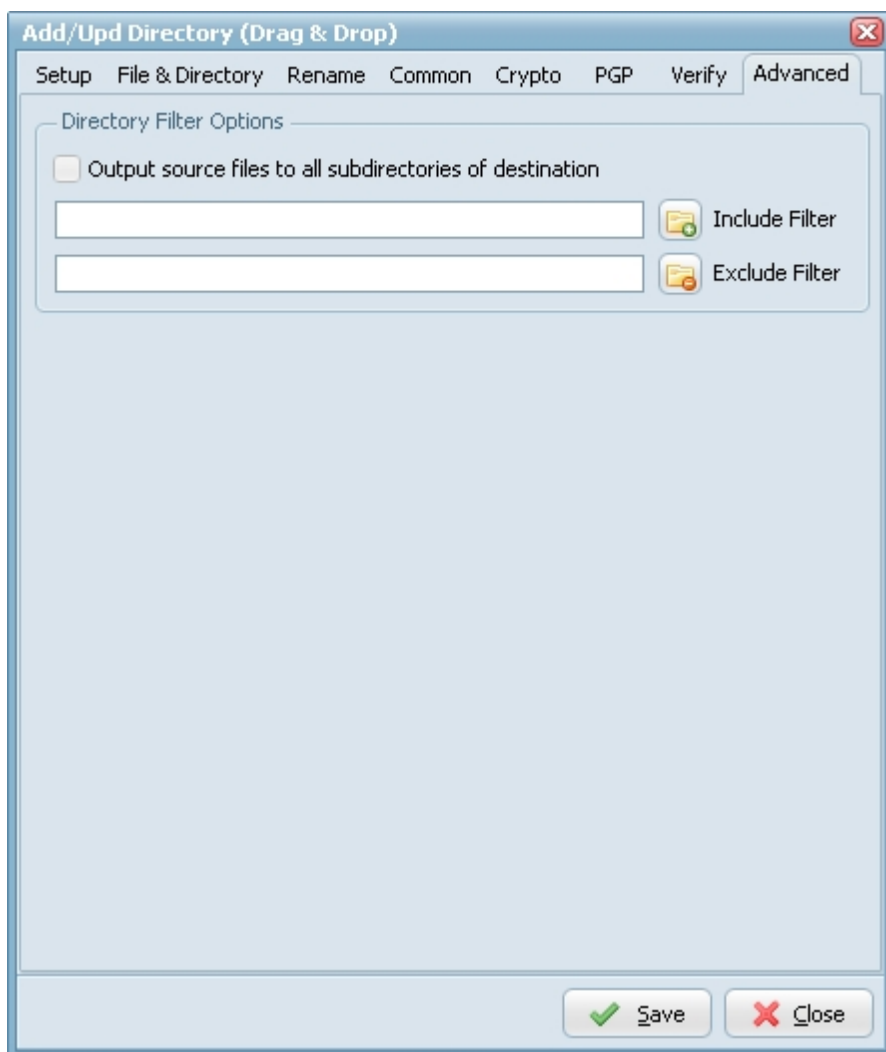 Add/Upd Directory (Drag & Drop)
Setup File & Directory Rename Common Crypto PGP Verify Advanced
Directory Filter Options
Output source files to all subdirectories of destination
Include Filter
Exclude Filter
Save Close